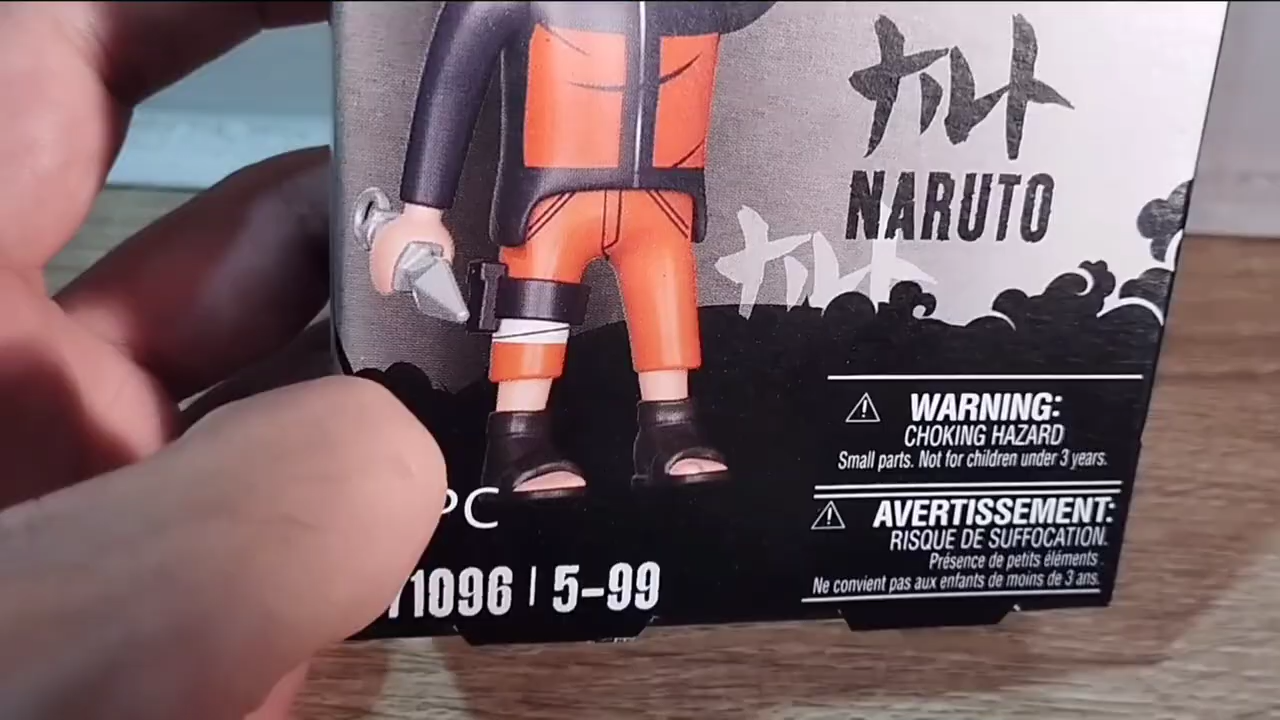 ナルト
NARUTO
ナルト
WARNING:
CHOKING HAZARD
Small parts. Not for children under 3 years.
AVERTISSEMENT:
RISQUE DE SUFFOCATION.
Présence de petits éléments.
Ne convient pas aux enfants de moins de 3 ans.
PC
71096 | 5-99